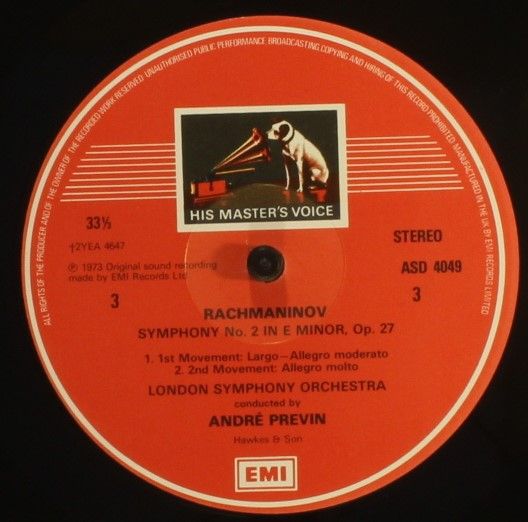 ALL RIGHTS OF THE PRODUCER AND OF THE OWNER OF THE RECORDED WORK RESERVED. UNAUTHORISED PUBLIC PERFORMANCE BROADCASTING COPYING AND HIRING OF THIS RECORD PROHIBITED. MANUFACTURED IN THE UK BY EMI RECORDS LIMITED
HIS MASTER'S VOICE
33⅓
STEREO
†2YEA 4647
ASD 4049
℗ 1973 Original sound recording
made by EMI Records Ltd
3
3
RACHMANINOV
SYMPHONY No. 2 IN E MINOR, Op. 27
1. 1st Movement: Largo–Allegro moderato
2. 2nd Movement: Allegro molto
LONDON SYMPHONY ORCHESTRA
conducted by
ANDRÉ PREVIN
Hawkes & Son
EMI